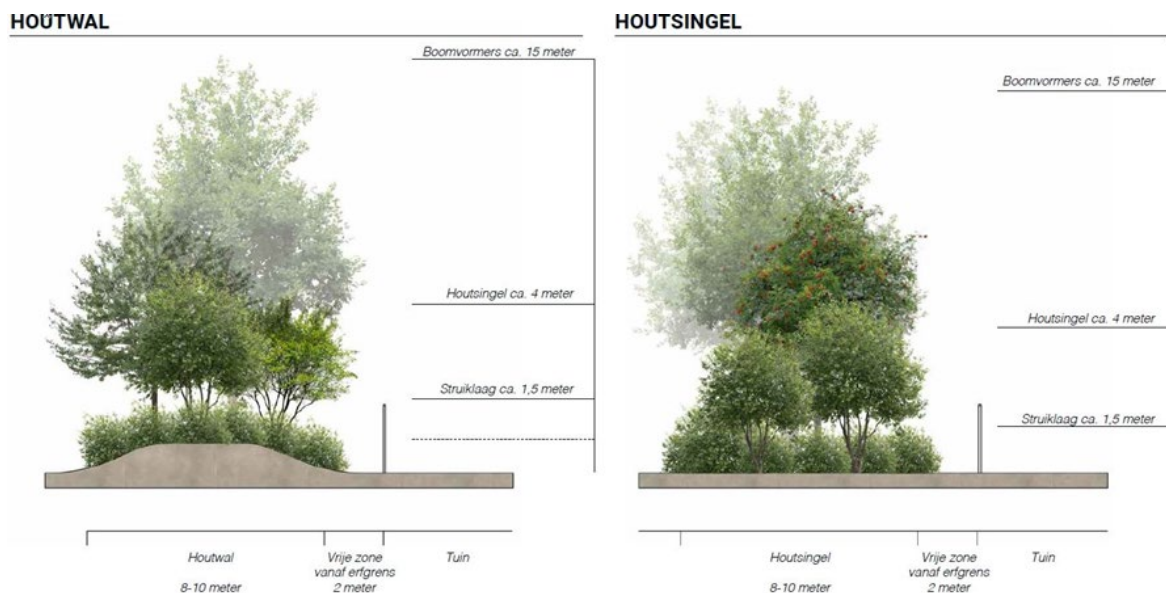 HOUTWAL
Boomvormers ca. 15 meter
Houtsingel ca. 4 meter
Struiklaag ca. 1,5 meter
Houtwal
8-10 meter
Vrije zone
vanaf erfgrens
2 meter
Tuin
HOUTSINGEL
Boomvormers ca. 15 meter
Houtsingel ca. 4 meter
Struiklaag ca. 1,5 meter
Houtsingel
8-10 meter
Vrije zone
vanaf erfgrens
2 meter
Tuin